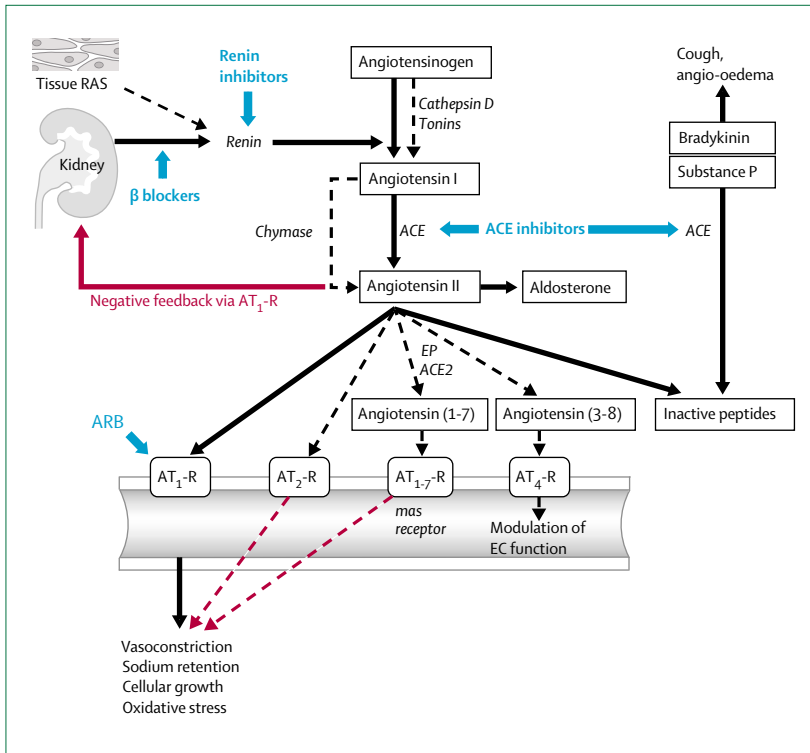 Tissue RAS
Renin
inhibitors
Angiotensinogen
Cough,
angio-oedema
Cathepsin D
Tonins
Kidney
Renin
β blockers
Bradykinin
Substance P
Angiotensin I
Chymase
ACE
ACE inhibitors
ACE
Angiotensin II
Aldosterone
Negative feedback via AT₁-R
EP
ACE2
Angiotensin (1-7)
Angiotensin (3-8)
Inactive peptides
ARB
AT₁-R
AT₂-R
AT₁₋₇-R
AT₄-R
mas
receptor
Modulation of
EC function
Vasoconstriction
Sodium retention
Cellular growth
Oxidative stress